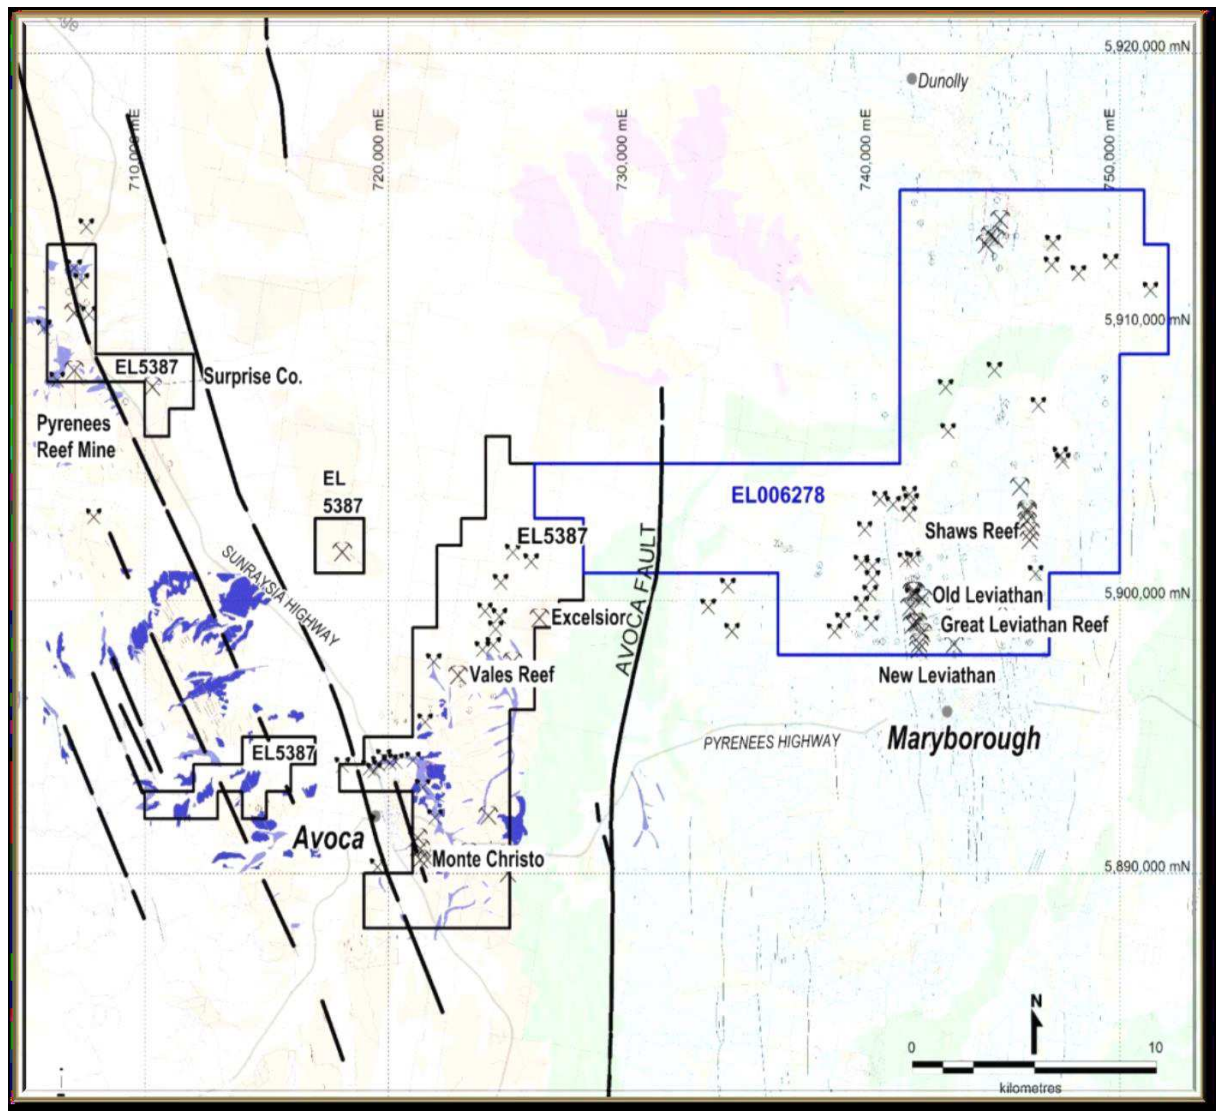 5,920,000 mN
Dunolly
710,000 mE
720,000 mE
730,000 mE
740,000 mE
750,000 mE
5,910,000 mN
EL5387
Surprise Co.
Pyrenees
Reef Mine
EL
5387
EL006278
EL5387
Shaws Reef
SUNRAYSIA HIGHWAY
AVOCA FAULT
Old Leviathan
5,900,000 mN
Excelsior
Great Leviathan Reef
Vales Reef
New Leviathan
Maryborough
PYRENEES HIGHWAY
EL5387
Avoca
Monte Christo
5,890,000 mN
N
0
10
kilometres